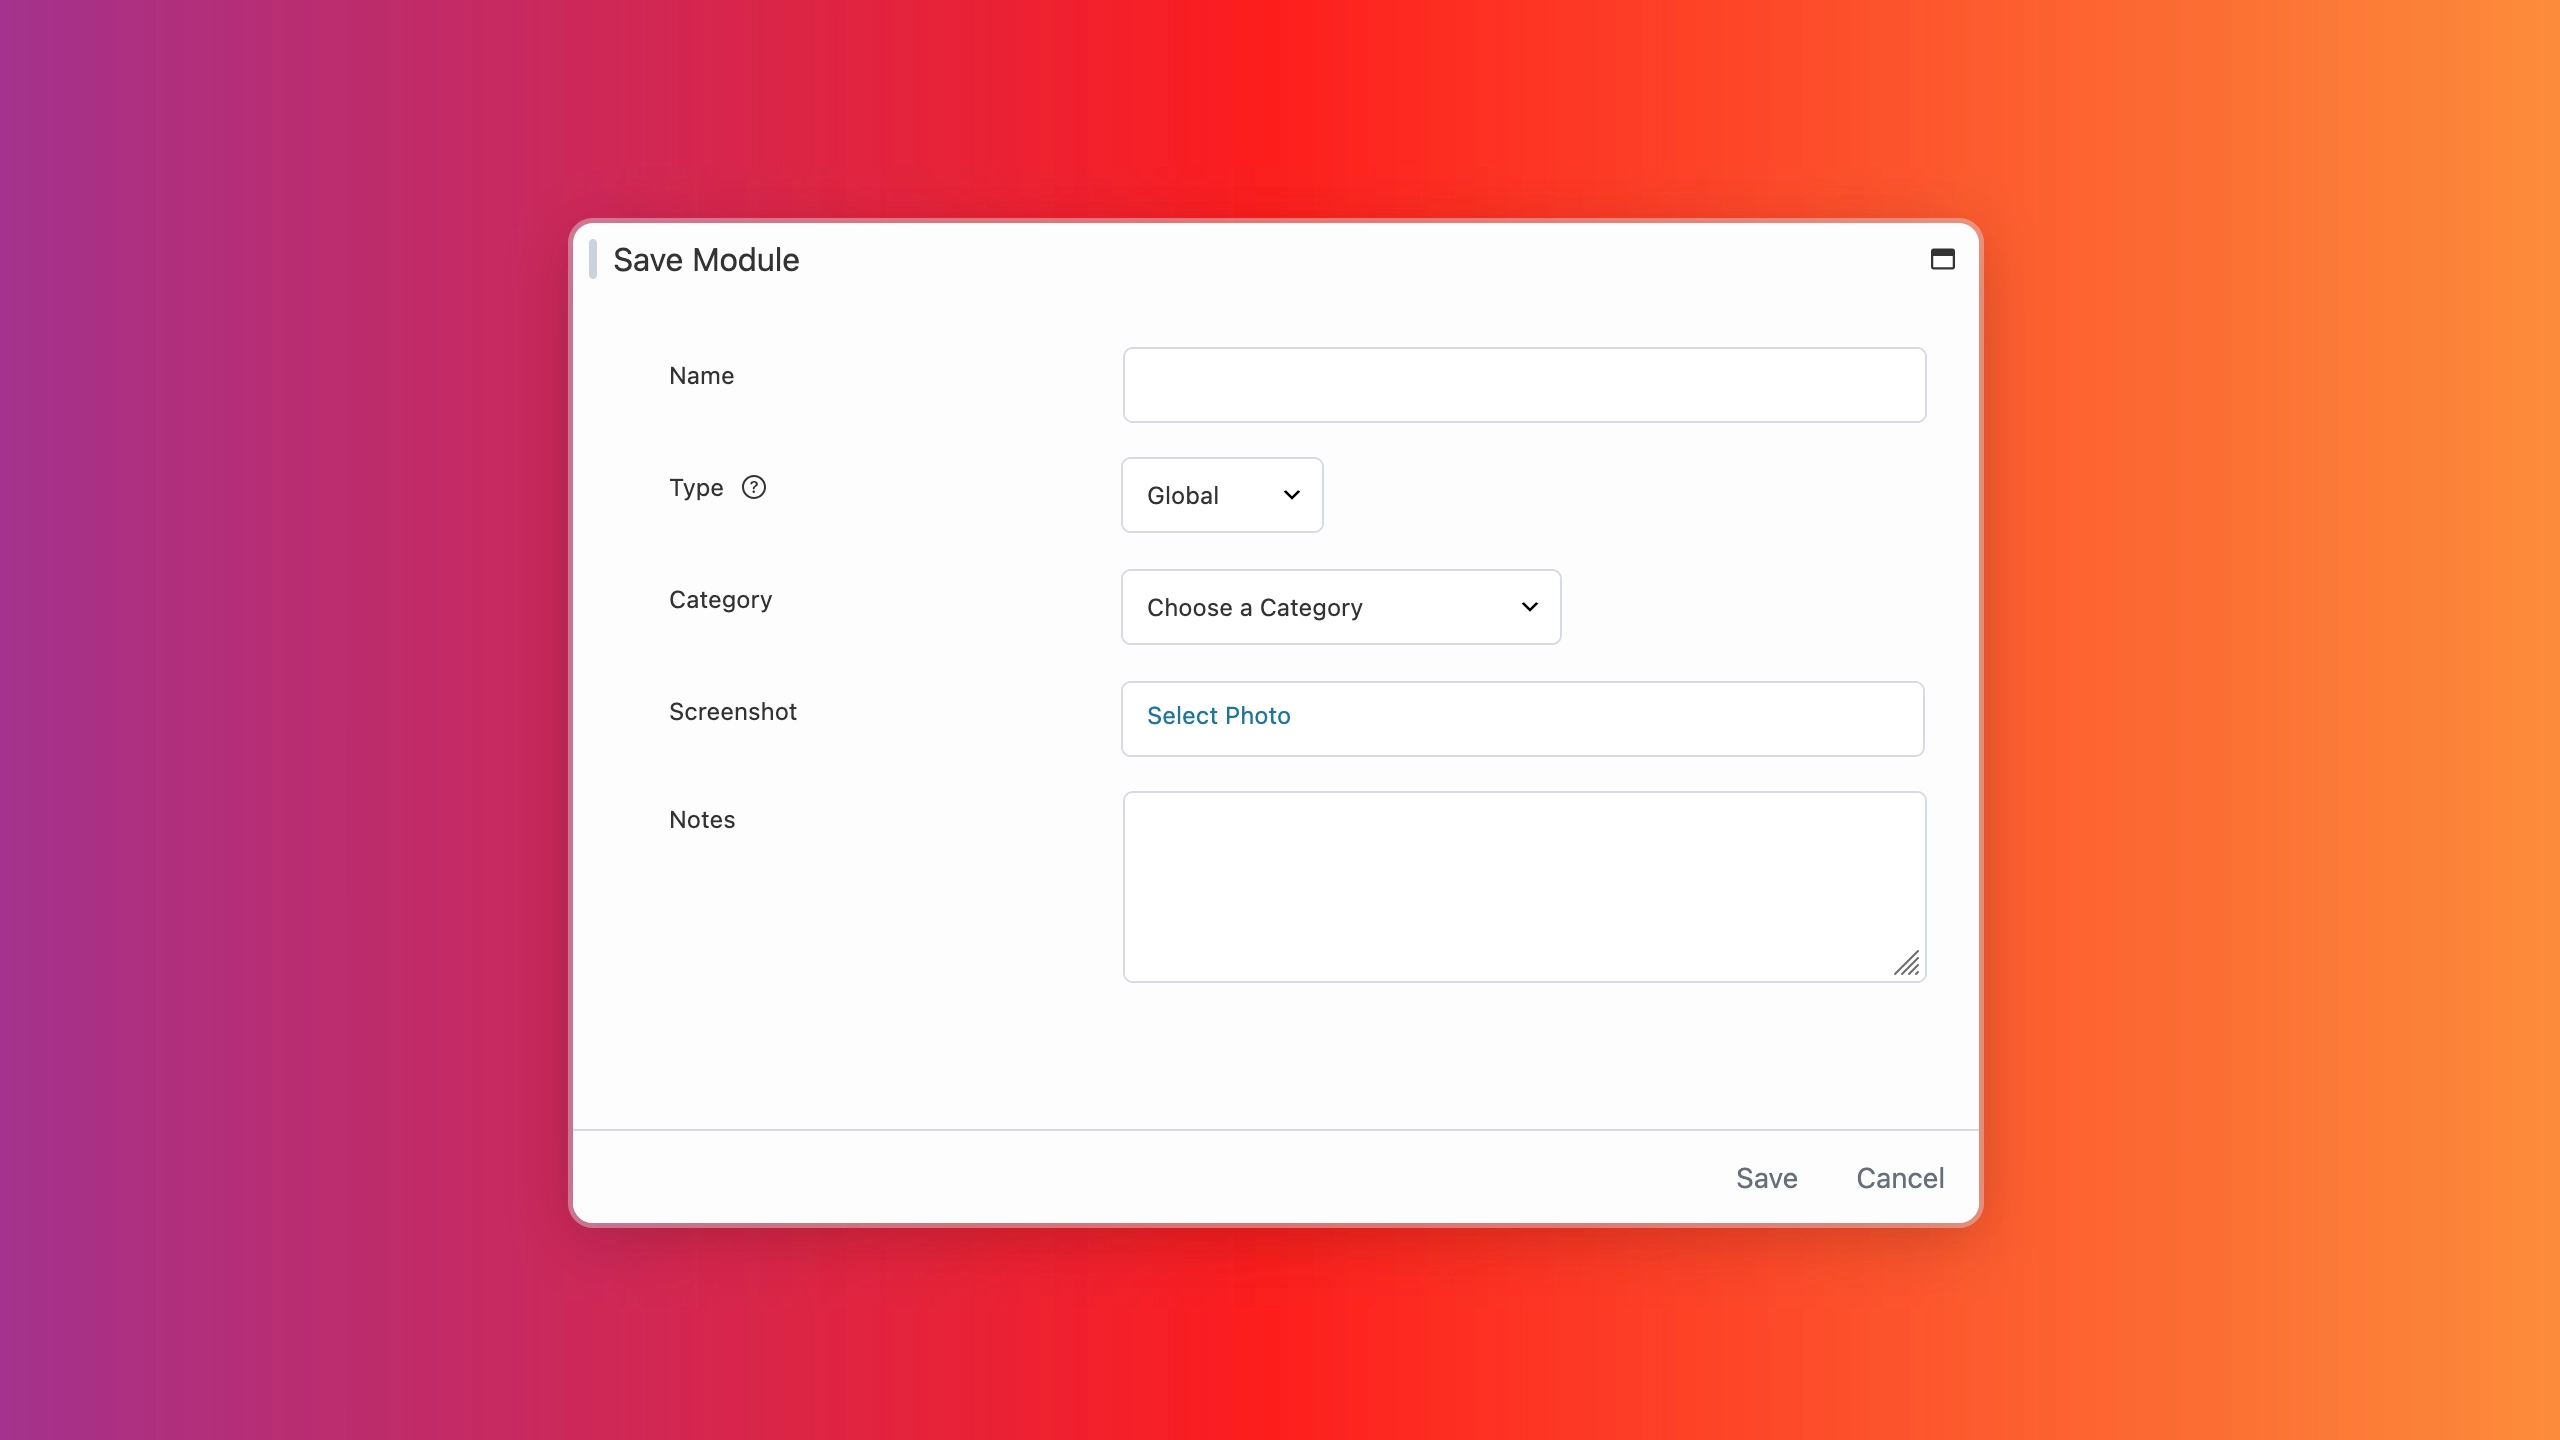 Save Module
Name
Type ?
Global
Category
Choose a Category
Screenshot
Select Photo
Notes
Save Cancel